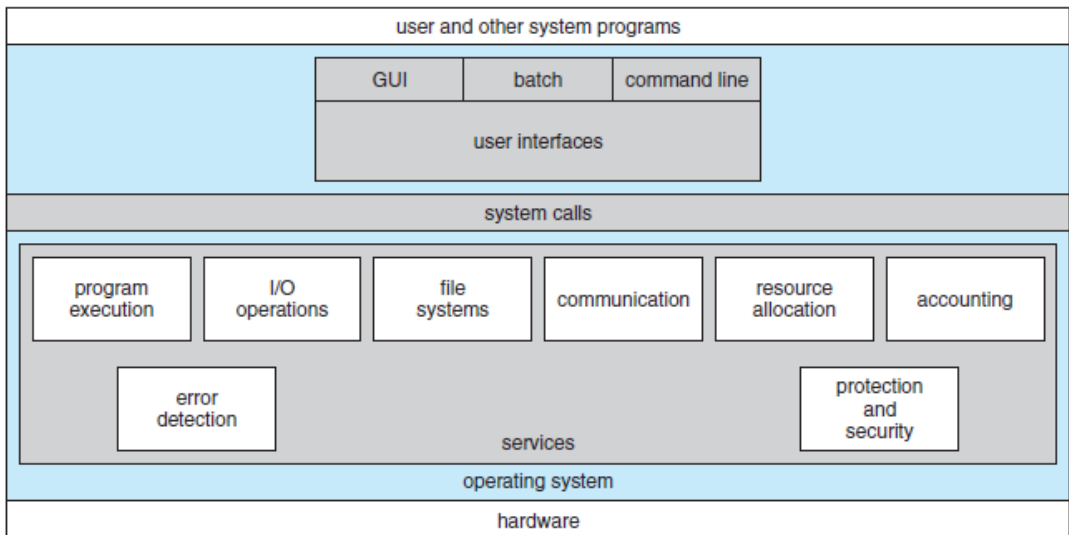 user and other system programs
GUI
batch
command line
user interfaces
system calls
program
execution
I/O
operations
file
systems
communication
resource
allocation
accounting
error
detection
protection
and
security
services
operating system
hardware